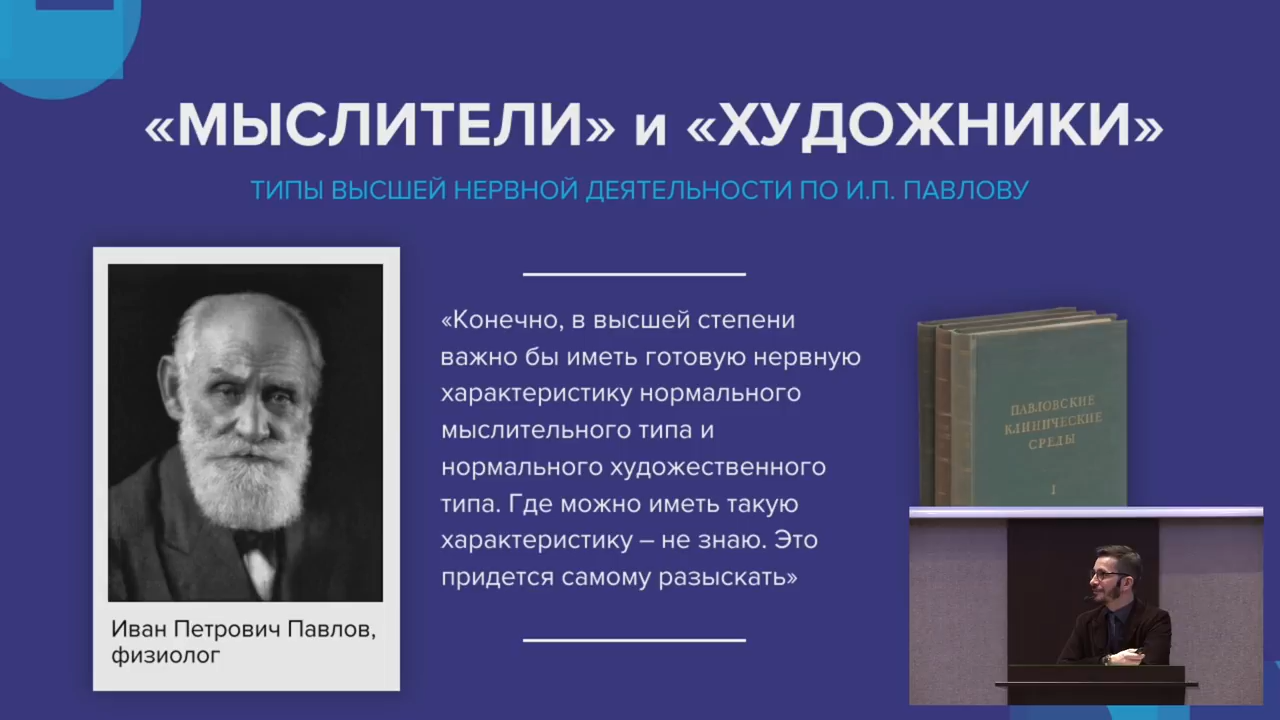 «МЫСЛИТЕЛИ» и «ХУДОЖНИКИ»
ТИПЫ ВЫСШЕЙ НЕРВНОЙ ДЕЯТЕЛЬНОСТИ ПО И.П. ПАВЛОВУ
«Конечно, в высшей степени
важно бы иметь готовую нервную
характеристику нормального
мыслительного типа и
нормального художественного
типа. Где можно иметь такую
характеристику – не знаю. Это
придется самому разыскать»
Иван Петрович Павлов,
физиолог
ПАВЛОВСКИЕ
КЛИНИЧЕСКИЕ
СРЕДЫ
I